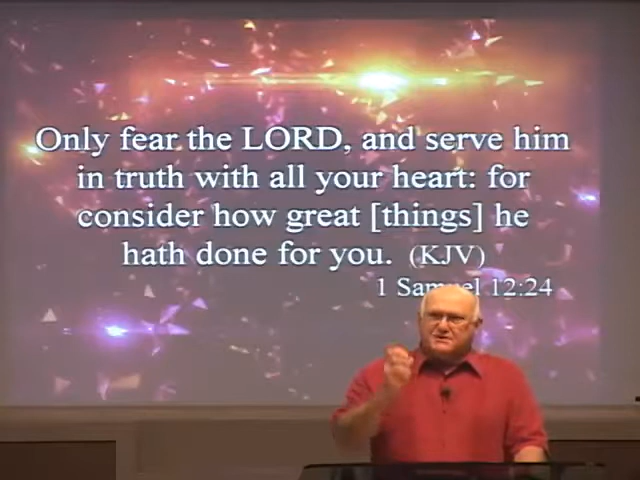 Only fear the LORD, and serve him
in truth with all your heart: for
consider how great [things] he
hath done for you. (KJV)
1 Samuel 12:24